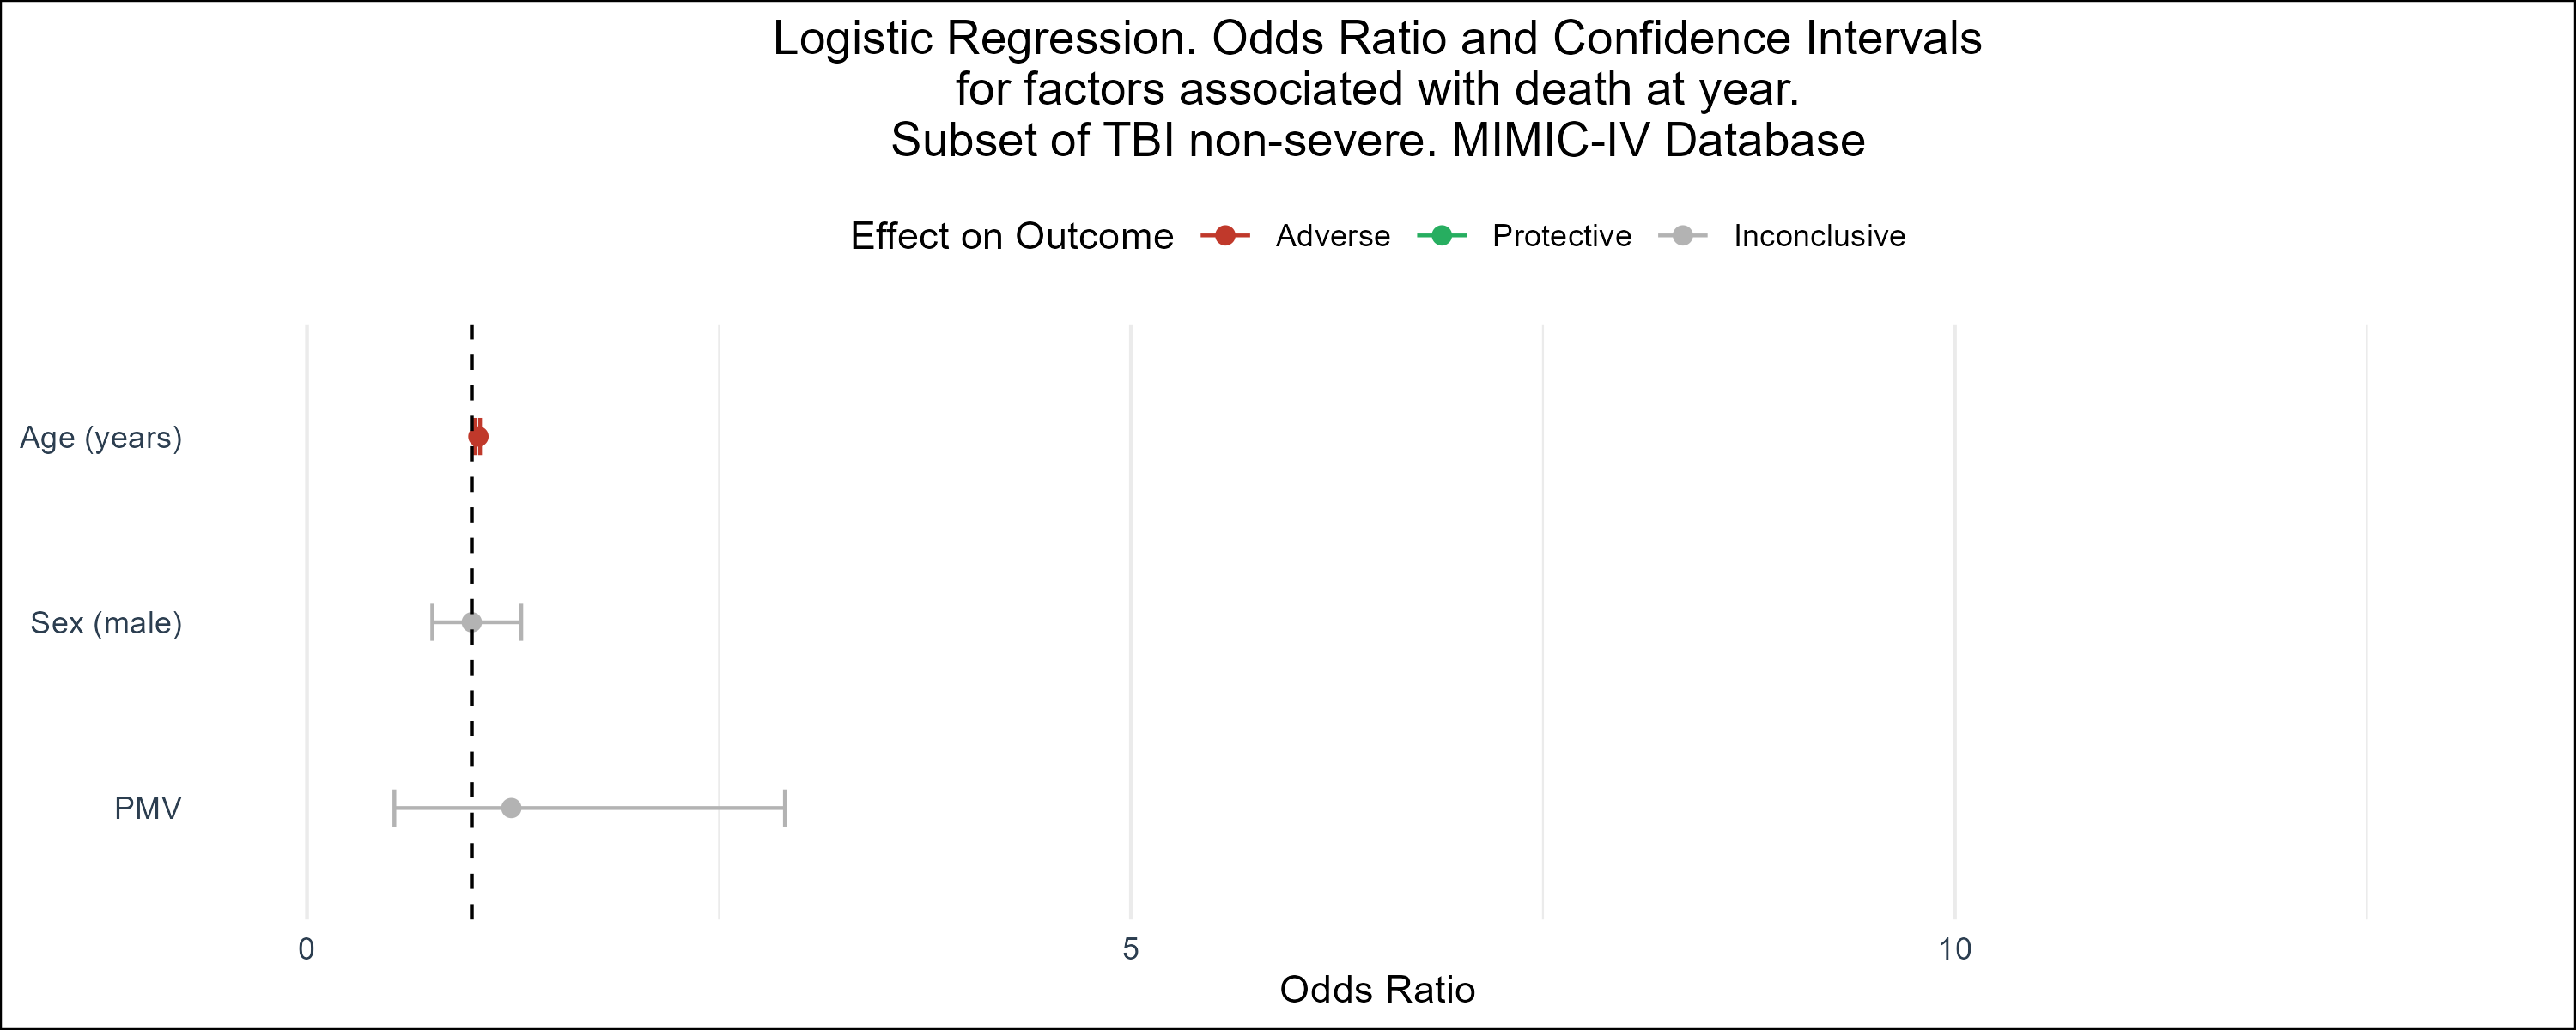 Logistic Regression. Odds Ratio and Confidence Intervals
for factors associated with death at year.
Subset of TBI non-severe. MIMIC-IV Database
Effect on Outcome Adverse Protective Inconclusive
Age (years)
Sex (male)
PMV
0 5 10
Odds Ratio